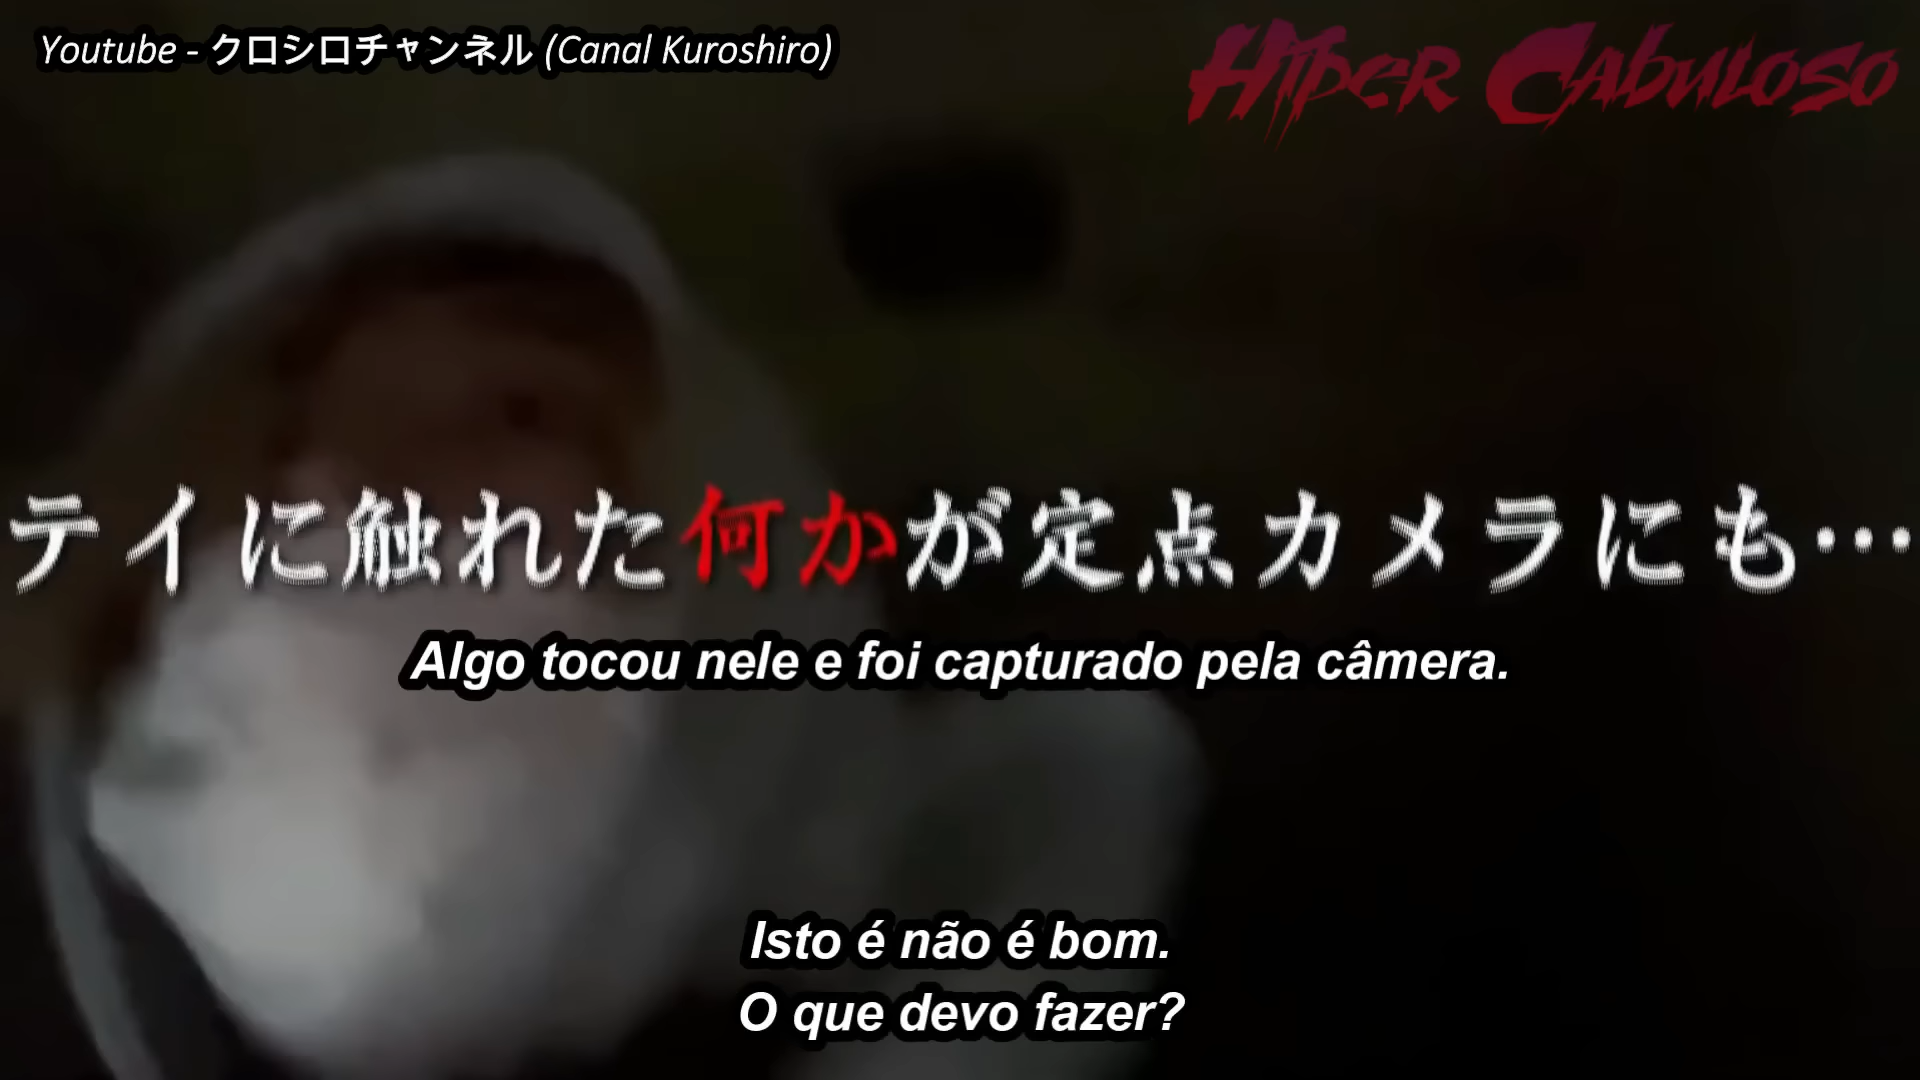 Youtube - クロシロチャンネル (Canal Kuroshiro)
Hiper Cabuloso
テイに触れた何かが定点カメラにも…
Algo tocou nele e foi capturado pela câmera.
Isto é não é bom.
O que devo fazer?